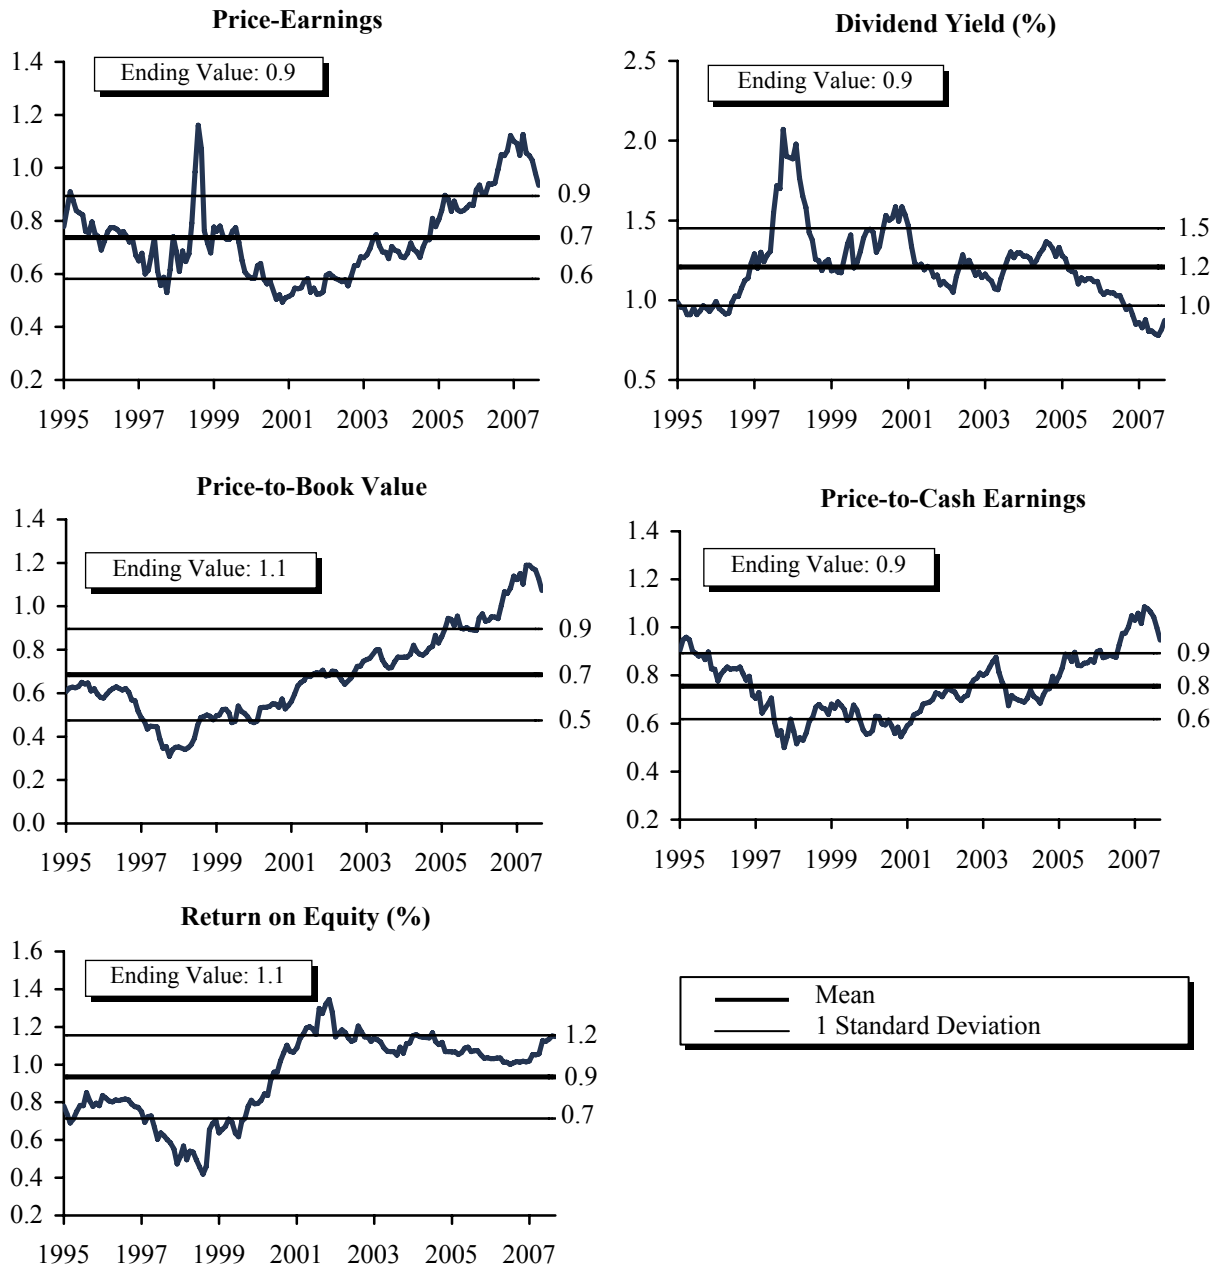 Price-Earnings
Ending Value: 0.9
1.4
1.2
1.0
0.8
0.6
0.4
0.2
0.9
0.7
0.6
1995 1997 1999 2001 2003 2005 2007
Dividend Yield (%)
Ending Value: 0.9
2.5
2.0
1.5
1.0
0.5
1.5
1.2
1.0
1995 1997 1999 2001 2003 2005 2007
Price-to-Book Value
Ending Value: 1.1
1.4
1.2
1.0
0.8
0.6
0.4
0.2
0.0
0.9
0.7
0.5
1995 1997 1999 2001 2003 2005 2007
Price-to-Cash Earnings
Ending Value: 0.9
1.4
1.2
1.0
0.8
0.6
0.4
0.2
0.9
0.8
0.6
1995 1997 1999 2001 2003 2005 2007
Return on Equity (%)
Ending Value: 1.1
1.6
1.4
1.2
1.0
0.8
0.6
0.4
0.2
1.2
0.9
0.7
1995 1997 1999 2001 2003 2005 2007
Mean
1 Standard Deviation